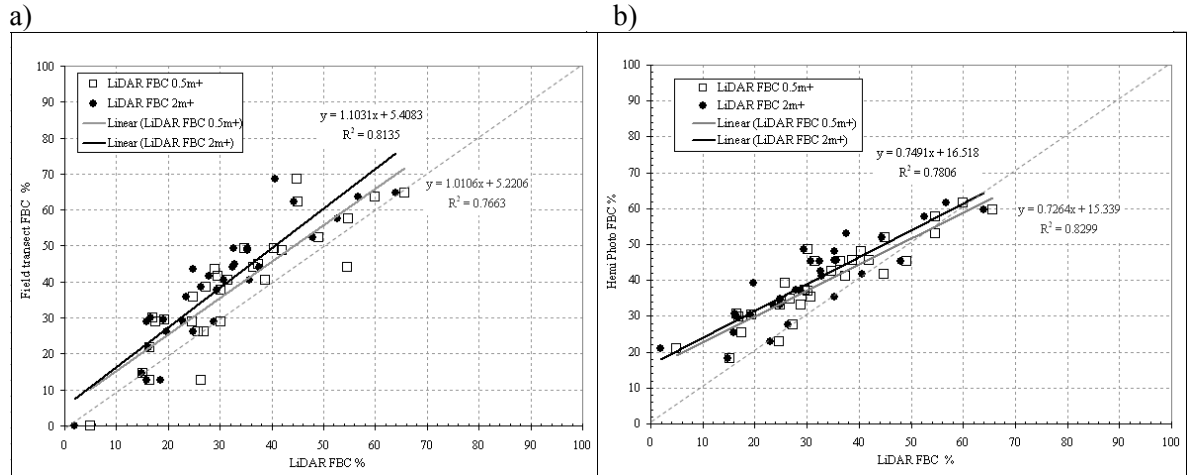 a)
b)
LiDAR FBC 0.5m+
LiDAR FBC 2m+
Linear (LiDAR FBC 0.5m+)
Linear (LiDAR FBC 2m+)
y = 1.1031x + 5.4083
R² = 0.8135
y = 1.0106x + 5.2206
R² = 0.7663
100
90
80
70
60
50
40
30
20
10
0
Field transect FBC %
0 10 20 30 40 50 60 70 80 90 100
LiDAR FBC %
LiDAR FBC 0.5m+
LiDAR FBC 2m+
Linear (LiDAR FBC 0.5m+)
Linear (LiDAR FBC 2m+)
y = 0.7491x + 16.518
R² = 0.7806
y = 0.7264x + 15.339
R² = 0.8299
100
90
80
70
60
50
40
30
20
10
0
Hemi Photo FBC %
0 10 20 30 40 50 60 70 80 90 100
LiDAR FBC %